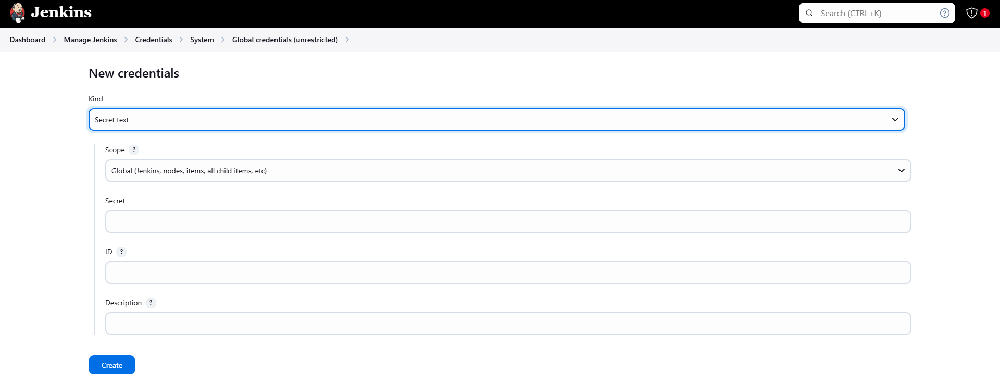 Jenkins
Search (CTRL+K)
?
1
Dashboard
Manage Jenkins
Credentials
System
Global credentials (unrestricted)
New credentials
Kind
Secret text
Scope ?
Global (Jenkins, nodes, items, all child items, etc)
Secret
ID ?
Description ?
Create